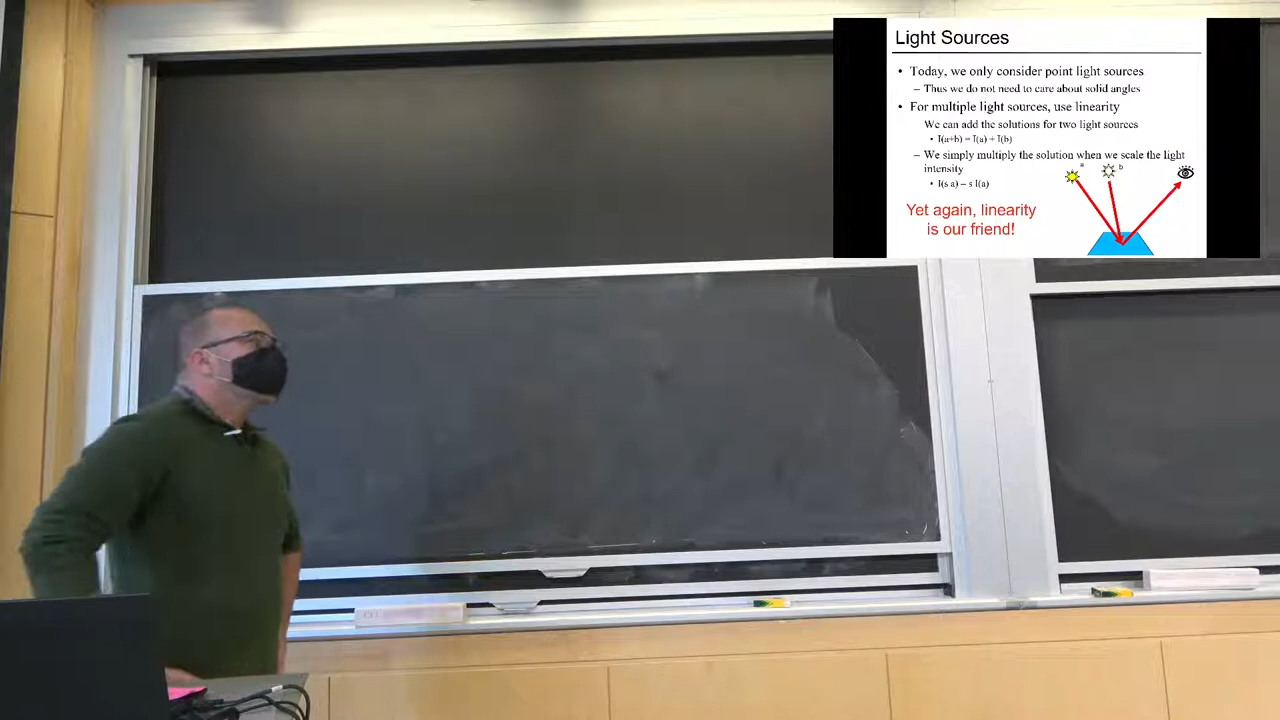 Light Sources
• Today, we only consider point light sources
– Thus we do not need to care about solid angles
• For multiple light sources, use linearity
We can add the solutions for two light sources
• I(a+b) = I(a) + I(b)
– We simply multiply the solution when we scale the light
intensity
• I(s a) = s I(a)
a
b
Yet again, linearity
is our friend!